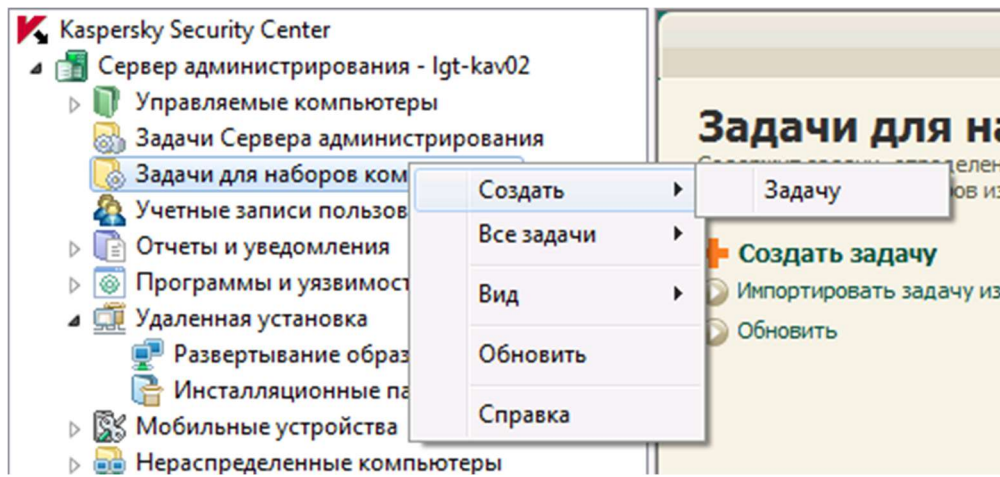 Kaspersky Security Center
Сервер администрирования - lgt-kav02
Управляемые компьютеры
Задачи Сервера администрирования
Задачи для наборов ком
Учетные записи пользов
Отчеты и уведомления
Программы и уязвимост
Удаленная установка
Развертывание образ
Инсталляционные па
Мобильные устройства
Нераспределенные компьютеры
Создать
Все задачи
Вид
Обновить
Справка
Задачу
Задачи для на
ов из
Создать задачу
Импортировать задачу из
Обновить